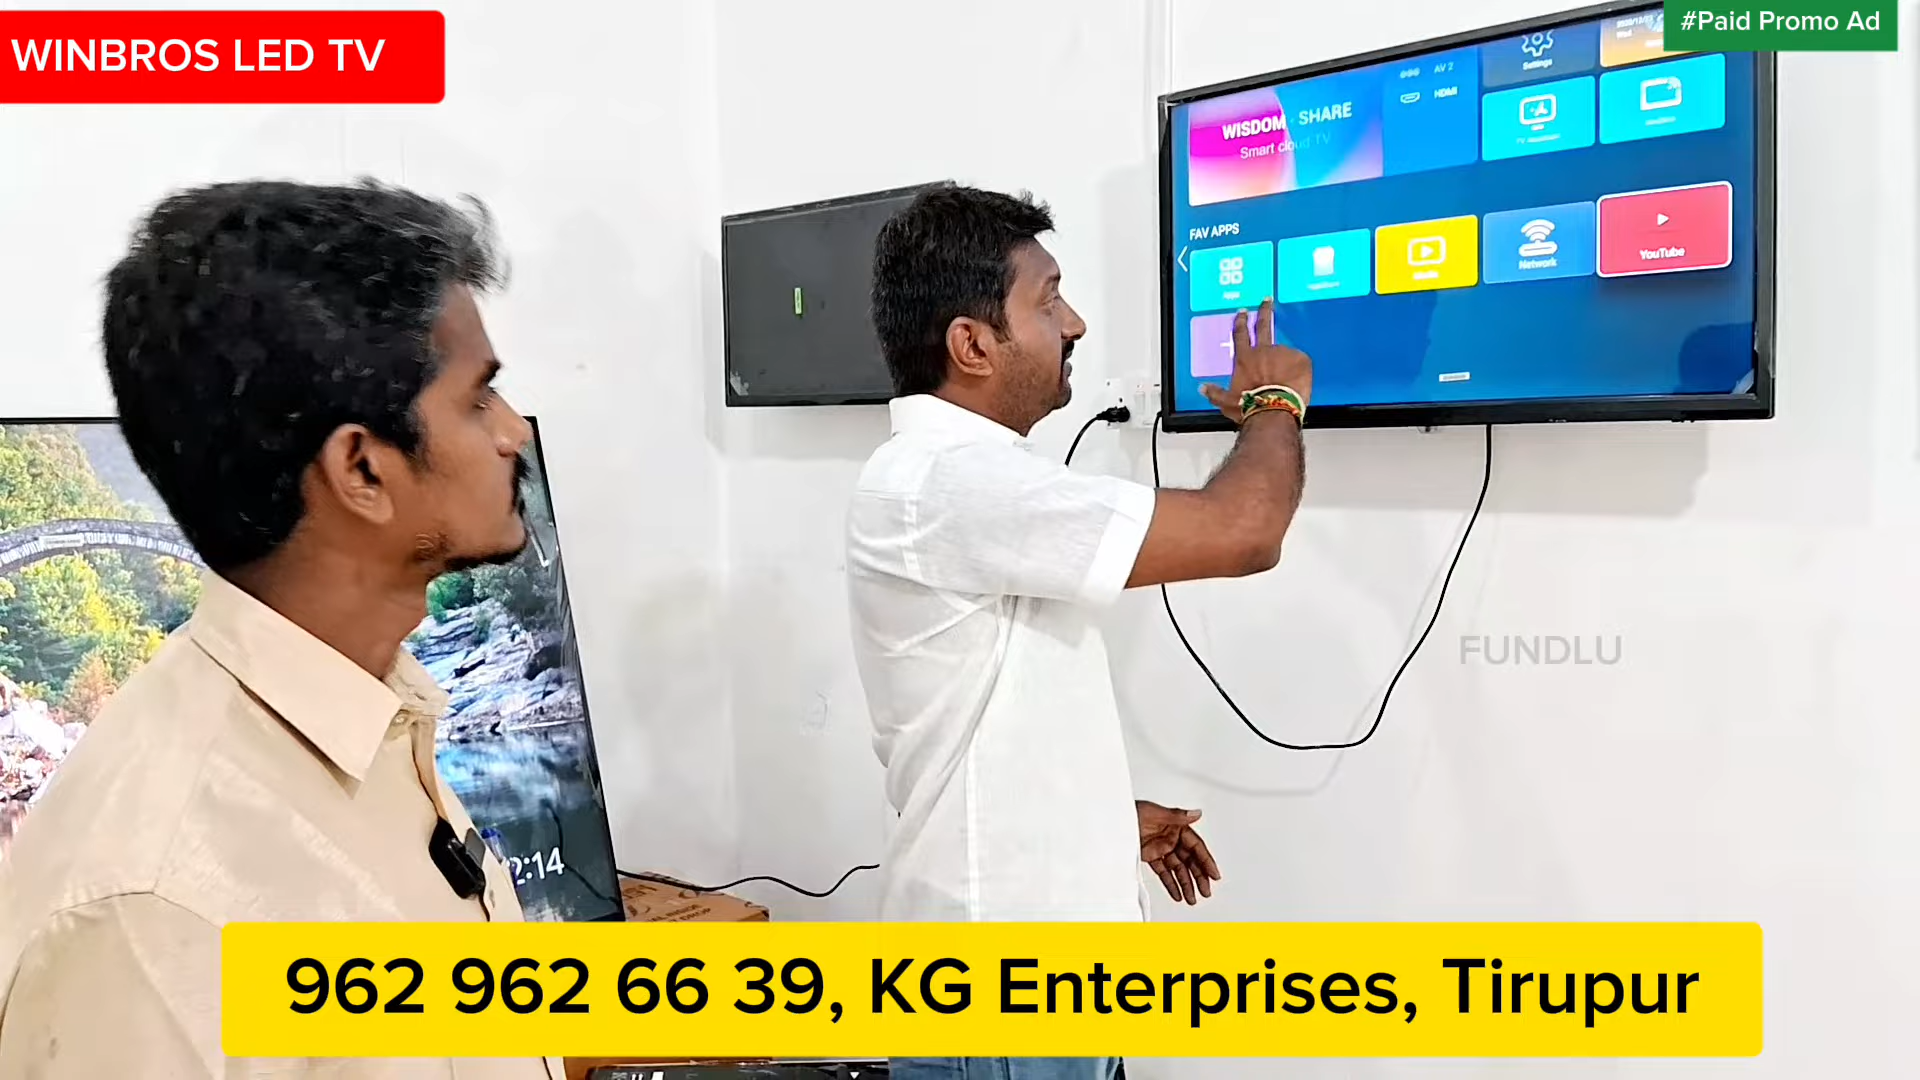 WINBROS LED TV
#Paid Promo Ad
Settings
AV 2
HDMI
WISDOM SHARE
Smart cloud TV
FAV APPS
Apps
Network
YouTube
FUNDLU
2:14
962 962 66 39, KG Enterprises, Tirupur